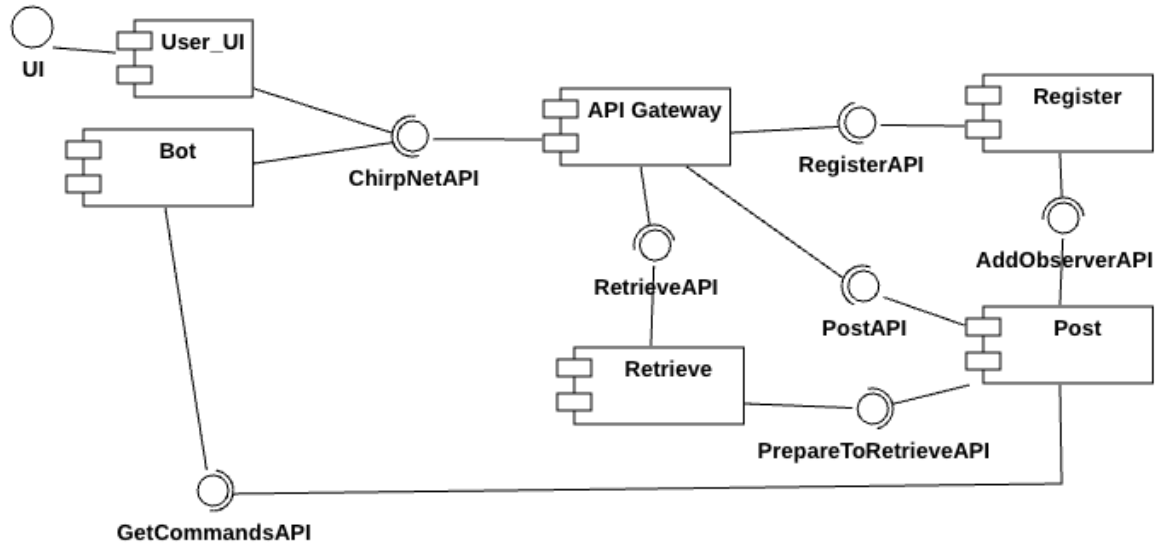 User_UI
UI
API Gateway
Register
Bot
ChirpNetAPI
RegisterAPI
AddObserverAPI
RetrieveAPI
PostAPI
Post
Retrieve
PrepareToRetrieveAPI
GetCommandsAPI